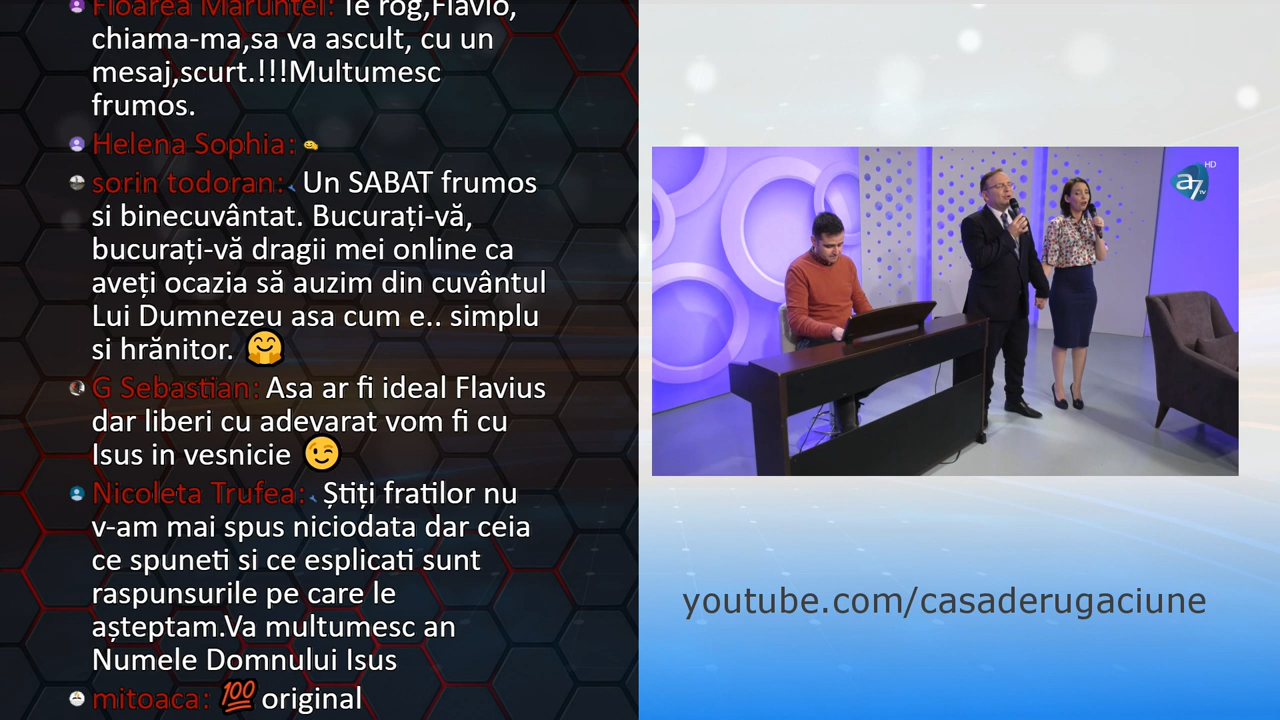 Floarea Maruntel: Te rog,Flavio,
chiama-ma,sa va ascult, cu un
mesaj,scurt.!!!Multumesc
frumos.
Helena Sophia:
sorin todoran: Un SABAT frumos
si binecuvântat. Bucurați-vă,
bucurați-vă dragii mei online ca
aveți ocazia să auzim din cuvântul
Lui Dumnezeu asa cum e.. simplu
si hrănitor. 🤗
G Sebastian: Asa ar fi ideal Flavius
dar liberi cu adevarat vom fi cu
Isus in vesnicie 😉
Nicoleta Trufea: Știți fratilor nu
v-am mai spus niciodata dar ceia
ce spuneti si ce esplicati sunt
raspunsurile pe care le
așteptam.Va multumesc an
Numele Domnului Isus
mitoaca: 💯 original
HD
a7
TV
youtube.com/casaderugaciune